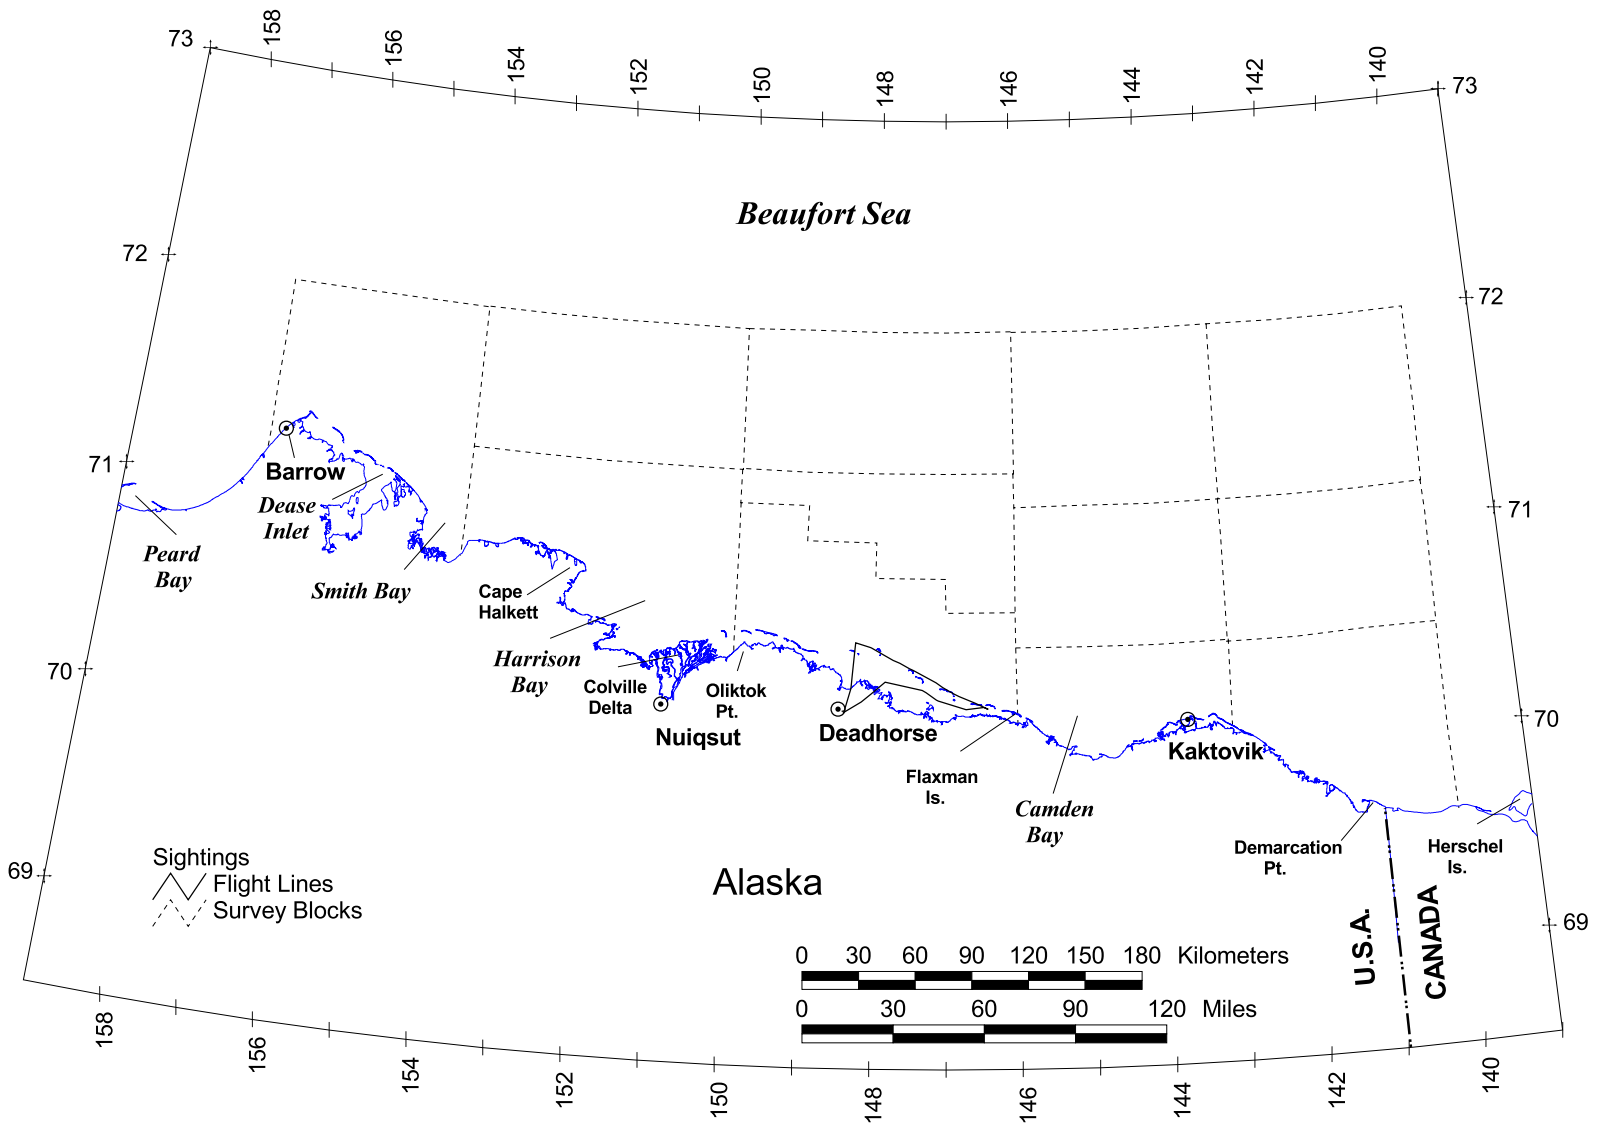 158
156
154
152
150
148
146
144
142
140
73
73
Beaufort Sea
72
72
71
71
Barrow
Dease
Inlet
Peard
Bay
Smith Bay
Cape
Halkett
Harrison
Bay
70
70
Colville
Delta
Oliktok
Pt.
Nuiqsut
Deadhorse
Kaktovik
Flaxman
Is.
Camden
Bay
Demarcation
Pt.
Herschel
Is.
69
69
Sightings
Flight Lines
Survey Blocks
Alaska
U.S.A.
CANADA
0 30 60 90 120 150 180 Kilometers
0 30 60 90 120 Miles
158
156
154
152
150
148
146
144
142
140